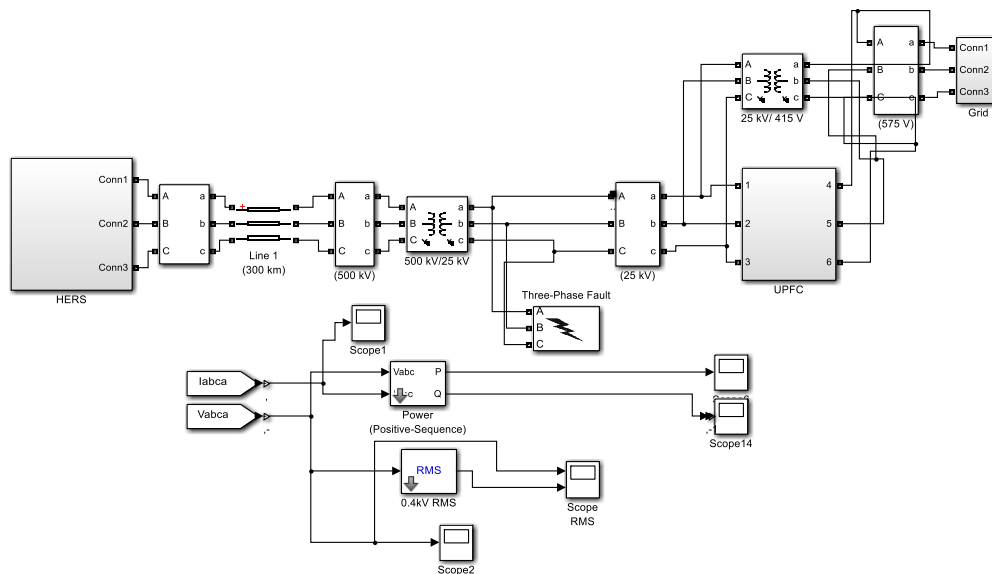 A a
B b
C c
25 kV/ 415 V
A a
B b
C c
(575 V)
Conn1
Conn2
Conn3
Grid
Conn1
Conn2
Conn3
HERS
A a
B b
C c
Line 1
(300 km)
A a
B b
C c
(500 kV)
A a
B b
C c
500 kV/25 kV
A a
B b
C c
(25 kV)
1 4
2 5
3 6
UPFC
Three-Phase Fault
A
B
C
Scope1
Iabca
Vabca
Vabc P
Q
Power
(Positive-Sequence)
Scope14
RMS
0.4kV RMS
Scope
RMS
Scope2